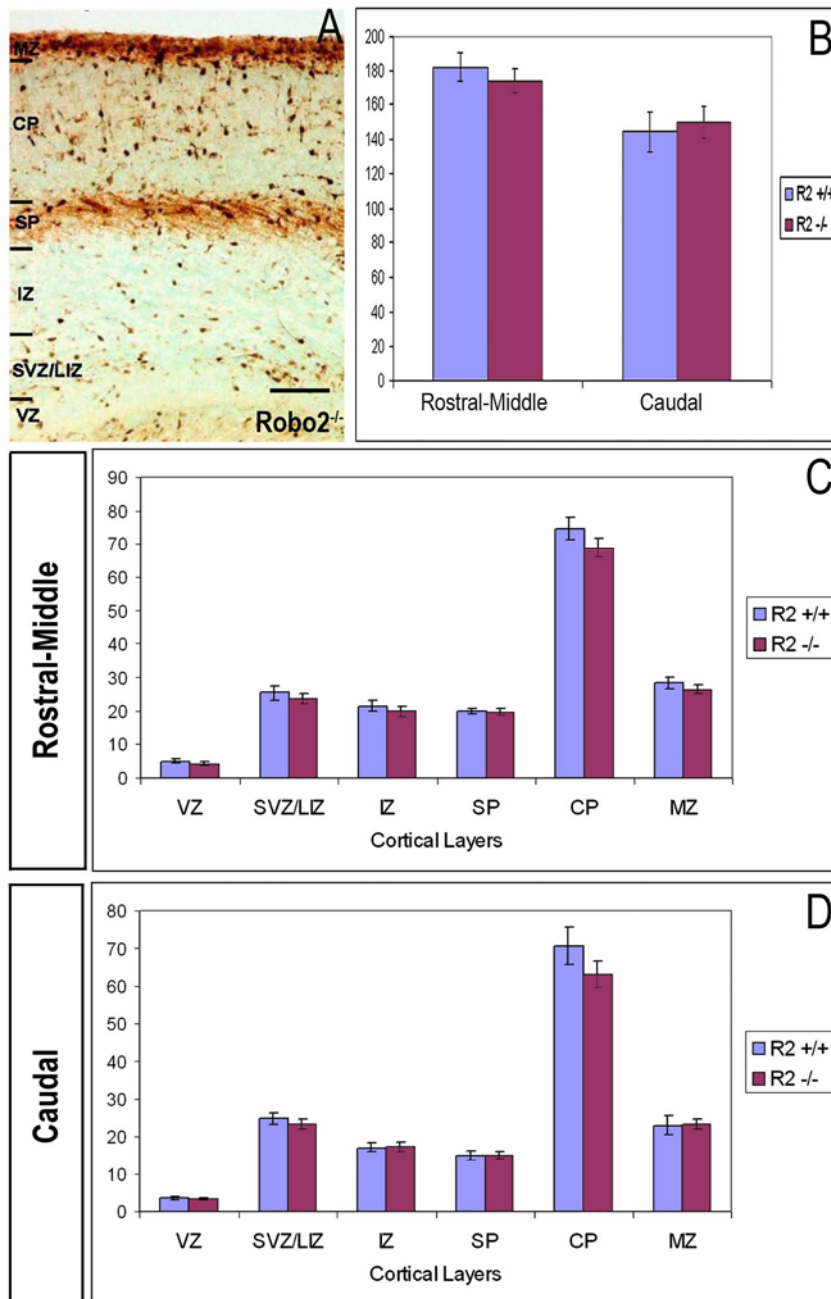 A
MZ
CP
SP
IZ
SVZ/LIZ
VZ
Robo2-/-
B
200
180
160
140
120
100
80
60
40
20
0
Rostral-Middle Caudal
R2 +/+
R2 -/-
Rostral-Middle
C
90
80
70
60
50
40
30
20
10
0
VZ SVZ/LIZ IZ SP CP MZ
Cortical Layers
R2 +/+
R2 -/-
Caudal
D
80
70
60
50
40
30
20
10
0
VZ SVZ/LIZ IZ SP CP MZ
Cortical Layers
R2 +/+
R2 -/-